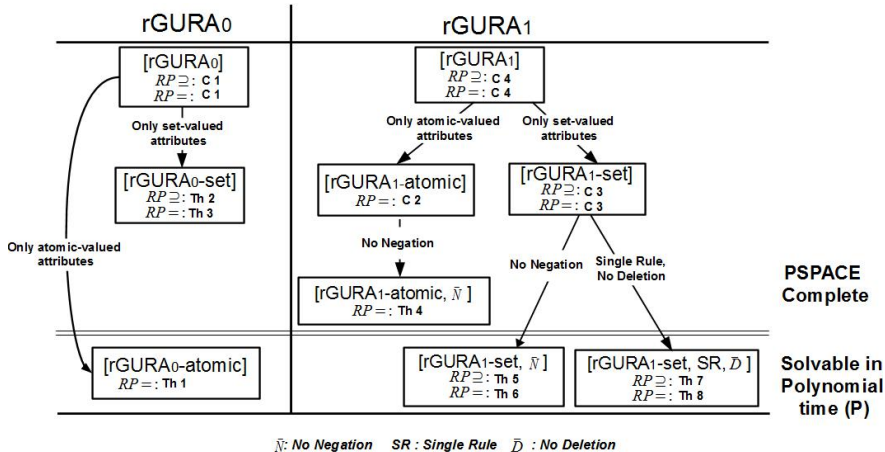 rGURA0
rGURA1
[rGURA0]
RP⊇: C 1
RP=: C 1
[rGURA1]
RP⊇: C 4
RP=: C 4
Only set-valued
attributes
Only atomic-valued
attributes
Only set-valued
attributes
[rGURA0-set]
RP⊇: Th 2
RP=: Th 3
[rGURA1-atomic]
RP=: C 2
[rGURA1-set]
RP⊇: C 3
RP=: C 3
Only atomic-valued
attributes
No Negation
No Negation
Single Rule,
No Deletion
[rGURA1-atomic, N̄ ]
RP=: Th 4
PSPACE
Complete
[rGURA0-atomic]
RP=: Th 1
[rGURA1-set, N̄ ]
RP⊇: Th 5
RP=: Th 6
[rGURA1-set, SR, D̄ ]
RP⊇: Th 7
RP=: Th 8
Solvable in
Polynomial
time (P)
N̄: No Negation SR : Single Rule D̄ : No Deletion